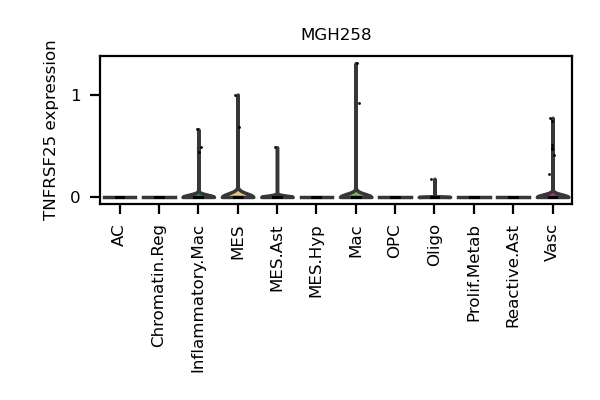 MGH258
TNFRSF25 expression
1
0
AC
Chromatin.Reg
Inflammatory.Mac
MES
MES.Ast
MES.Hyp
Mac
OPC
Oligo
Prolif.Metab
Reactive.Ast
Vasc